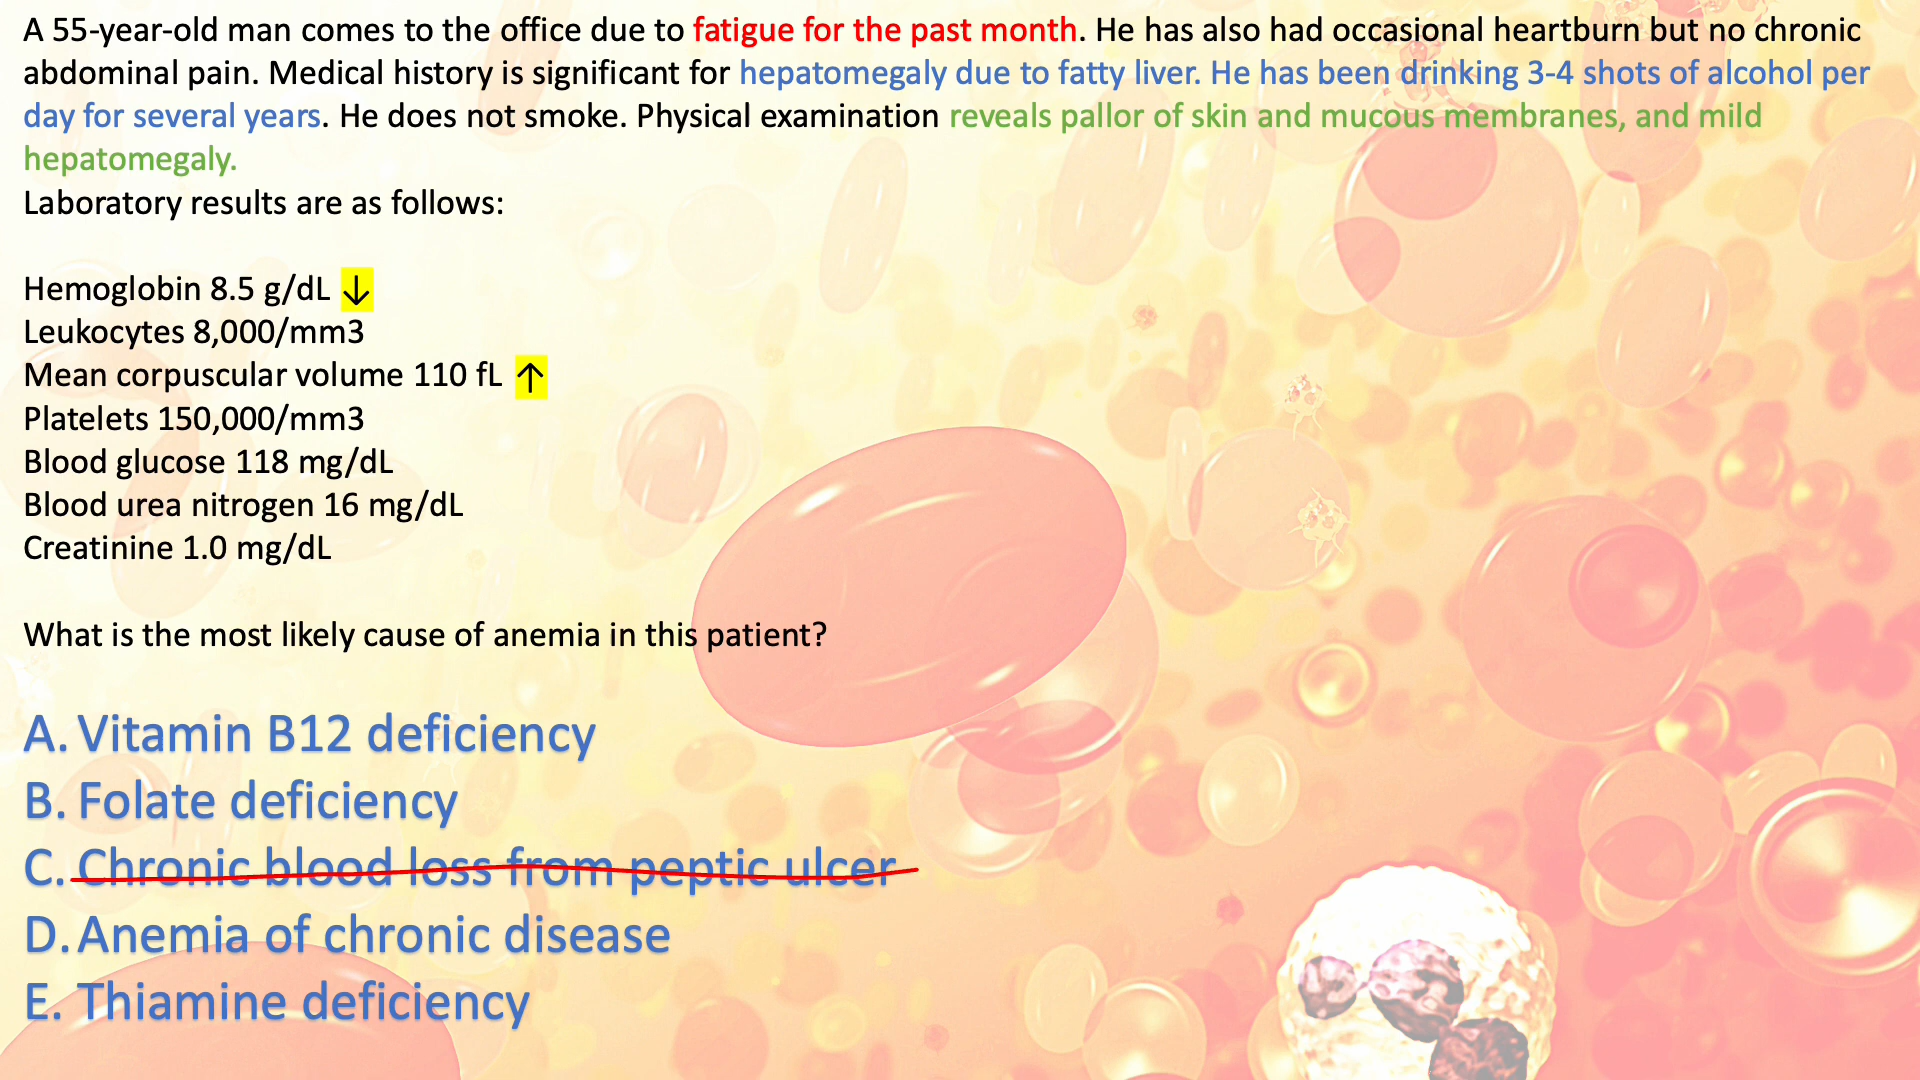 A 55-year-old man comes to the office due to fatigue for the past month. He has also had occasional heartburn but no chronic
abdominal pain. Medical history is significant for hepatomegaly due to fatty liver. He has been drinking 3-4 shots of alcohol per
day for several years. He does not smoke. Physical examination reveals pallor of skin and mucous membranes, and mild
hepatomegaly.
Laboratory results are as follows:
Hemoglobin 8.5 g/dL ↓
Leukocytes 8,000/mm3
Mean corpuscular volume 110 fL ↑
Platelets 150,000/mm3
Blood glucose 118 mg/dL
Blood urea nitrogen 16 mg/dL
Creatinine 1.0 mg/dL
What is the most likely cause of anemia in this patient?
A. Vitamin B12 deficiency
B. Folate deficiency
C. Chronic blood loss from peptic ulcer
D. Anemia of chronic disease
E. Thiamine deficiency